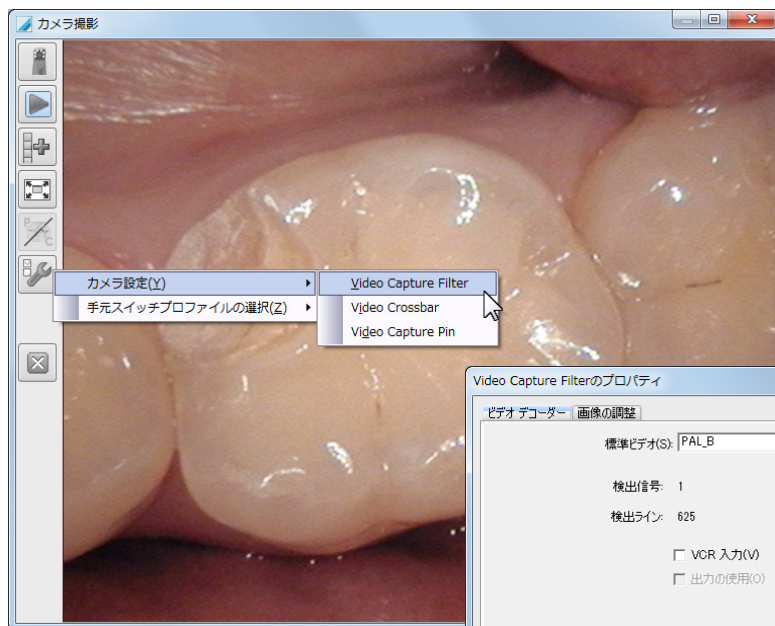 カメラ撮影
カメラ設定(Y)
手元スイッチプロファイルの選択(Z)
Video Capture Filter
Video Crossbar
Video Capture Pin
Video Capture Filterのプロパティ
ビデオ デコーダー 画像の調整
標準ビデオ(S): PAL_B
検出信号: 1
検出ライン: 625
VCR 入力(V)
出力の使用(O)